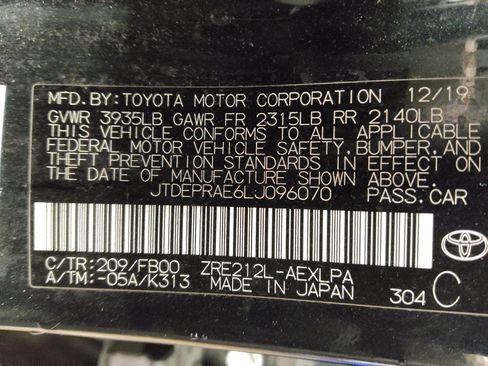 MFD. BY: TOYOTA MOTOR CORPORATION 12/19
GVWR 3935LB GAWR FR 2315LB RR 2140LB
THIS VEHICLE CONFORMS TO ALL APPLICABLE
FEDERAL MOTOR VEHICLE SAFETY, BUMPER, AND
THEFT PREVENTION STANDARDS IN EFFECT ON
THE DATE OF MANUFACTURE SHOWN ABOVE.
JTDEPRAE6LJ096070 PASS. CAR
C/TR: 209/FB00 ZRE212L-AEXLPA
A/TM: -05A/K313 MADE IN JAPAN 304 C